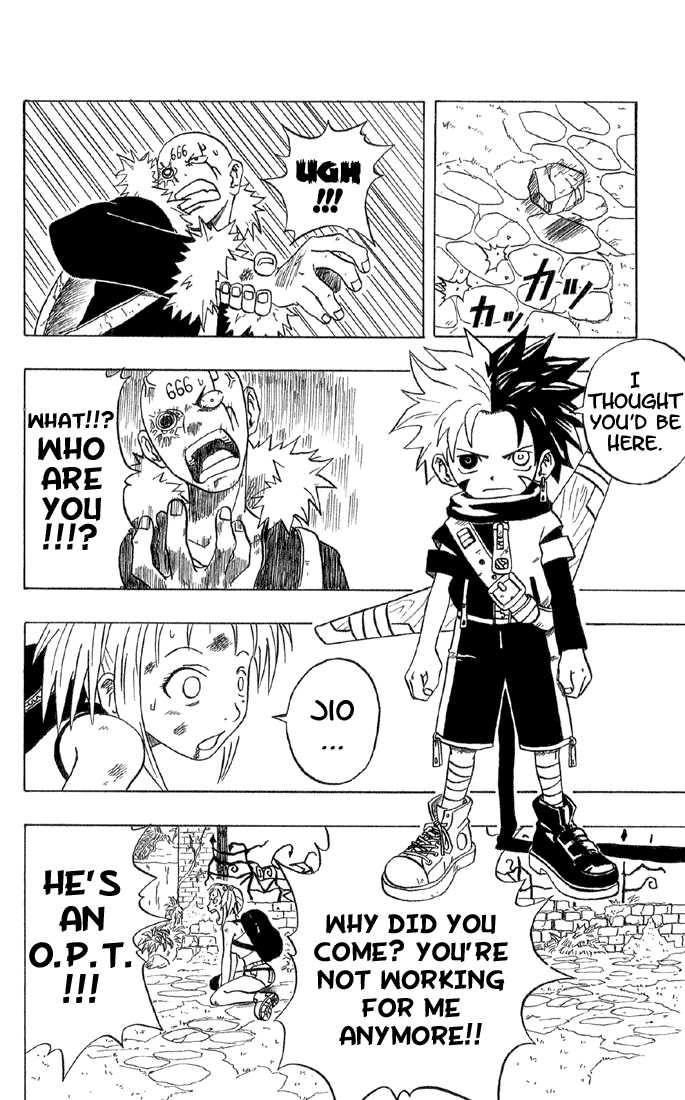 カッ
カッ
666
UGH
!!!
I
THOUGHT
YOU'D BE
HERE.
666
WHAT!!?
WHO
ARE
YOU
!!!?
JIO
...
WHY DID YOU
COME? YOU'RE
NOT WORKING
FOR ME
ANYMORE!!
HE'S
AN
O.P.T.
!!!